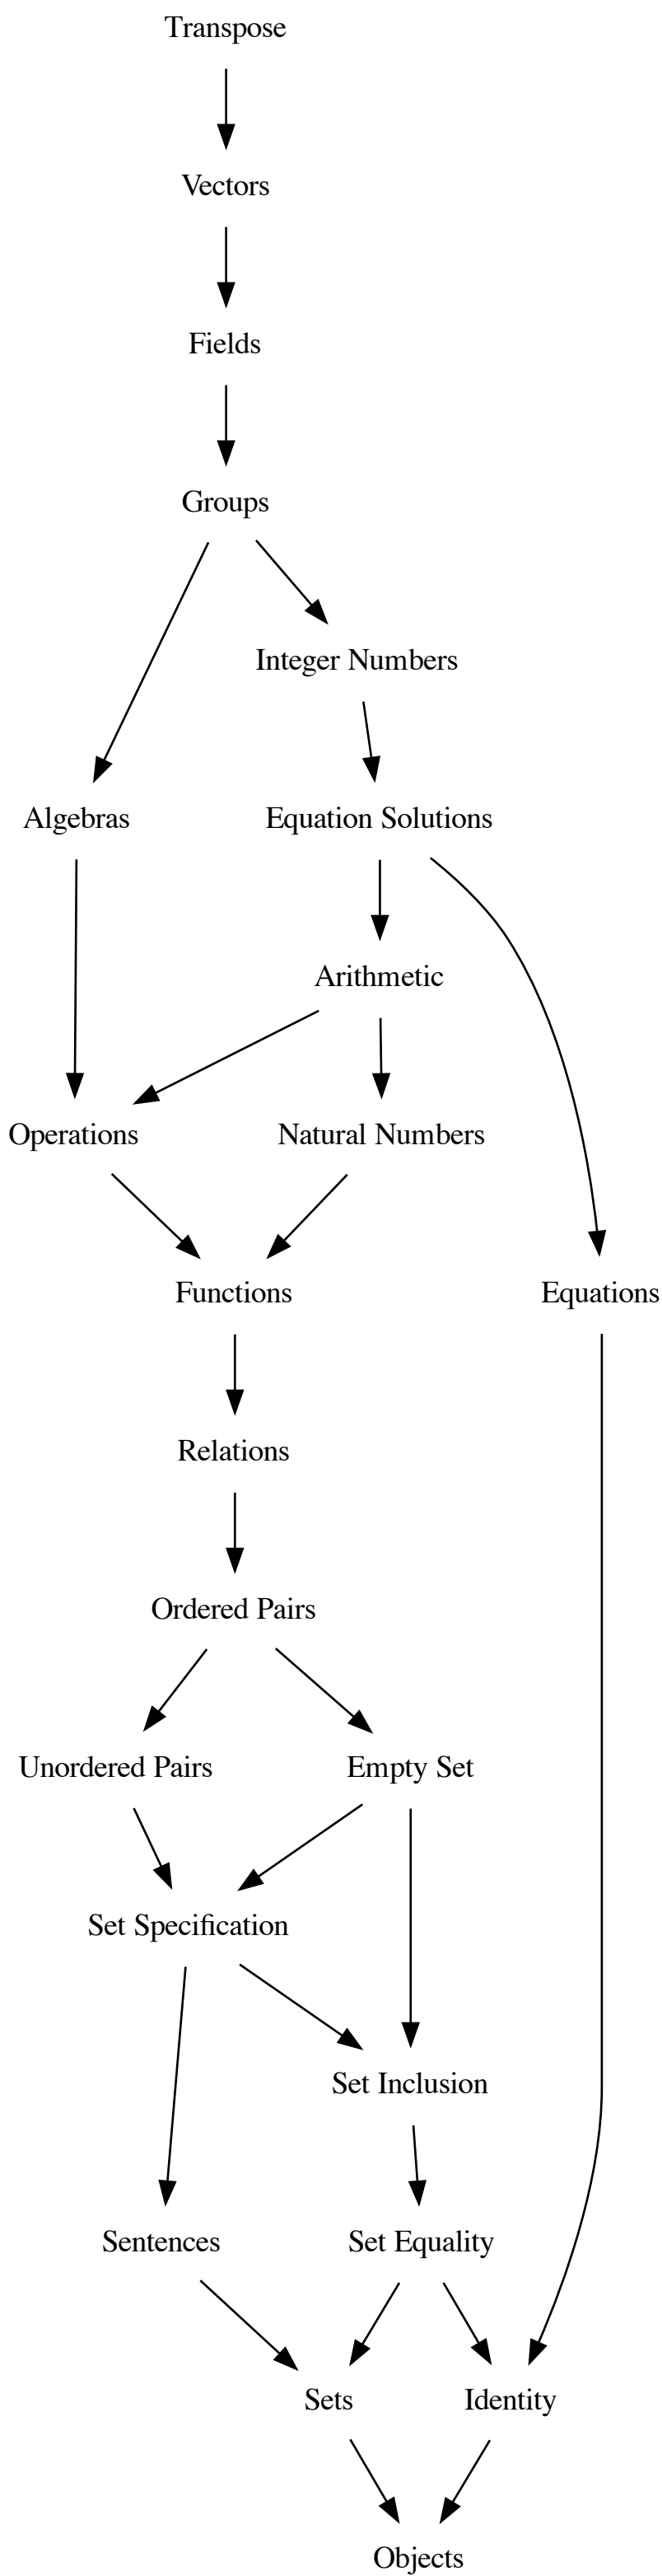 Transpose
Vectors
Fields
Groups
Integer Numbers
Algebras
Equation Solutions
Arithmetic
Operations
Natural Numbers
Functions
Equations
Relations
Ordered Pairs
Unordered Pairs
Empty Set
Set Specification
Set Inclusion
Sentences
Set Equality
Sets
Identity
Objects